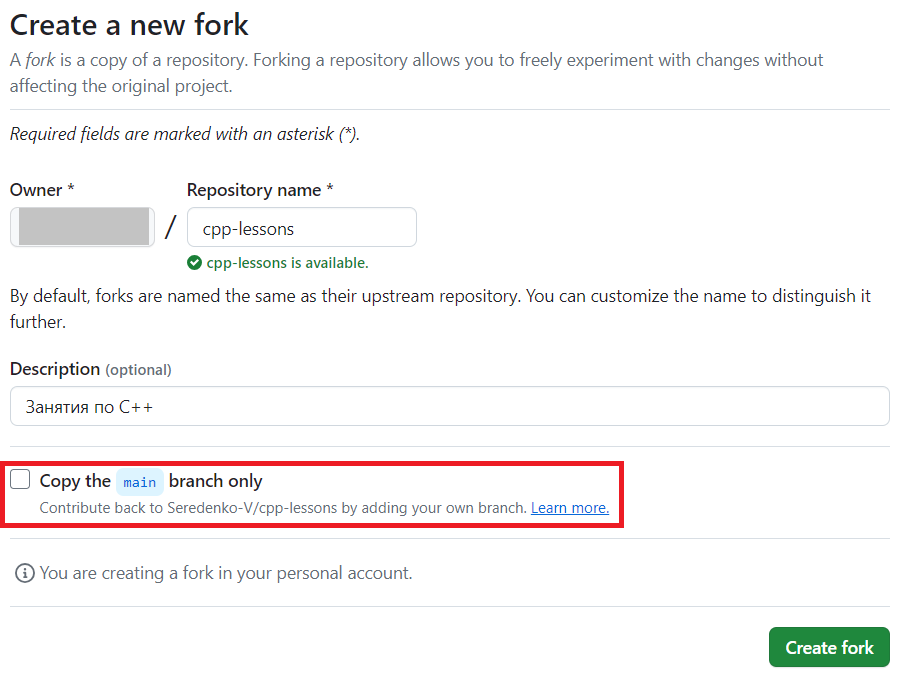 Create a new fork
A fork is a copy of a repository. Forking a repository allows you to freely experiment with changes without
affecting the original project.
Required fields are marked with an asterisk (*).
Owner *
Repository name *
/
cpp-lessons
cpp-lessons is available.
By default, forks are named the same as their upstream repository. You can customize the name to distinguish it
further.
Description (optional)
Занятия по C++
Copy the main branch only
Contribute back to Seredenko-V/cpp-lessons by adding your own branch. Learn more.
You are creating a fork in your personal account.
Create fork